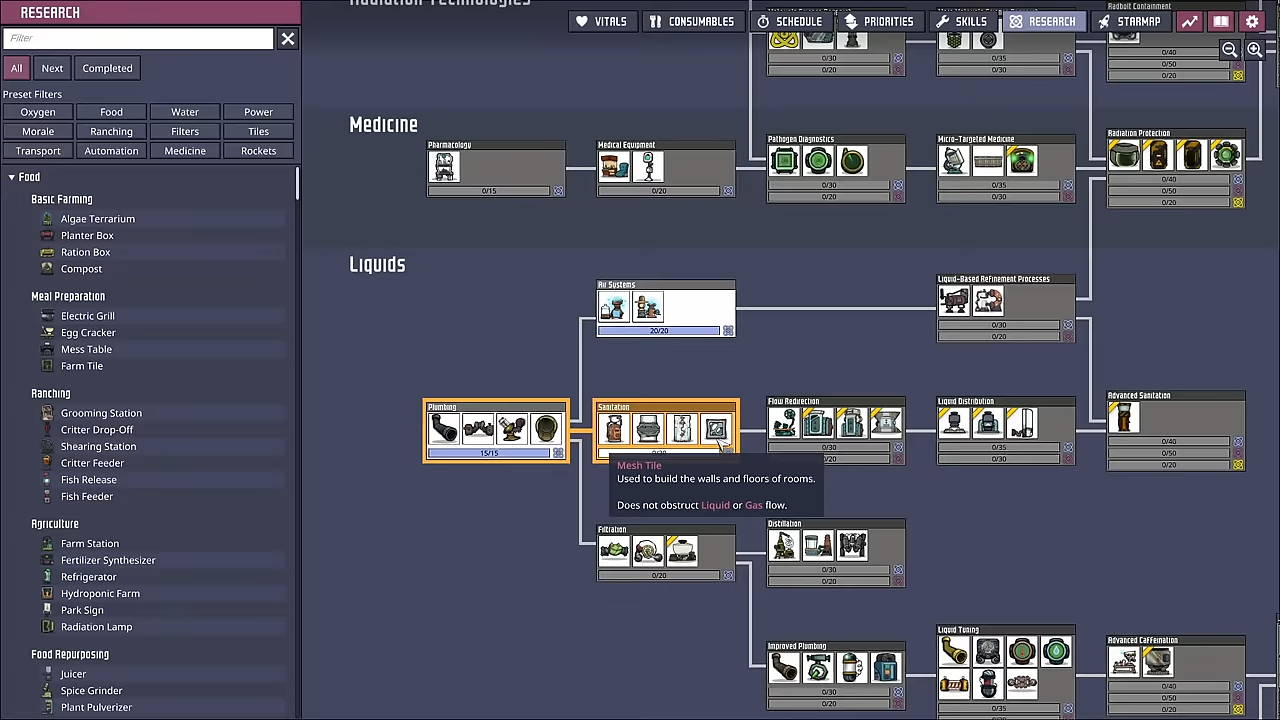 RESEARCH
Filter
All
Next
Completed
Preset Filters
Oxygen
Food
Water
Power
Morale
Ranching
Filters
Tiles
Transport
Automation
Medicine
Rockets
Food
Basic Farming
Algae Terrarium
Planter Box
Ration Box
Compost
Meal Preparation
Electric Grill
Egg Cracker
Mess Table
Farm Tile
Ranching
Grooming Station
Critter Drop-Off
Shearing Station
Critter Feeder
Fish Release
Fish Feeder
Agriculture
Farm Station
Fertilizer Synthesizer
Refrigerator
Hydroponic Farm
Park Sign
Radiation Lamp
Food Repurposing
Juicer
Spice Grinder
Plant Pulverizer
Radiation Technologies
VITALS
CONSUMABLES
SCHEDULE
PRIORITIES
SKILLS
RESEARCH
STARMAP
Radbolt Containment
0/30
0/20
0/35
0/30
0/40
0/50
0/20
Medicine
Pharmacology
0/15
Medical Equipment
0/20
Pathogen Diagnostics
0/30
0/20
Micro-Targeted Medicine
0/35
0/30
Radiation Protection
0/40
0/50
0/20
Liquids
Air Systems
20/20
Liquid-Based Refinement Processes
0/30
0/20
Plumbing
15/15
Sanitation
Mesh Tile
Used to build the walls and floors of rooms.
Does not obstruct Liquid or Gas flow.
Flow Redirection
0/30
0/20
Liquid Distribution
0/35
0/30
Advanced Sanitation
0/40
0/50
0/20
Filtration
0/20
Distillation
0/30
0/20
Improved Plumbing
0/30
0/20
Liquid Tuning
0/35
Advanced Caffeination
0/40
0/50
0/20